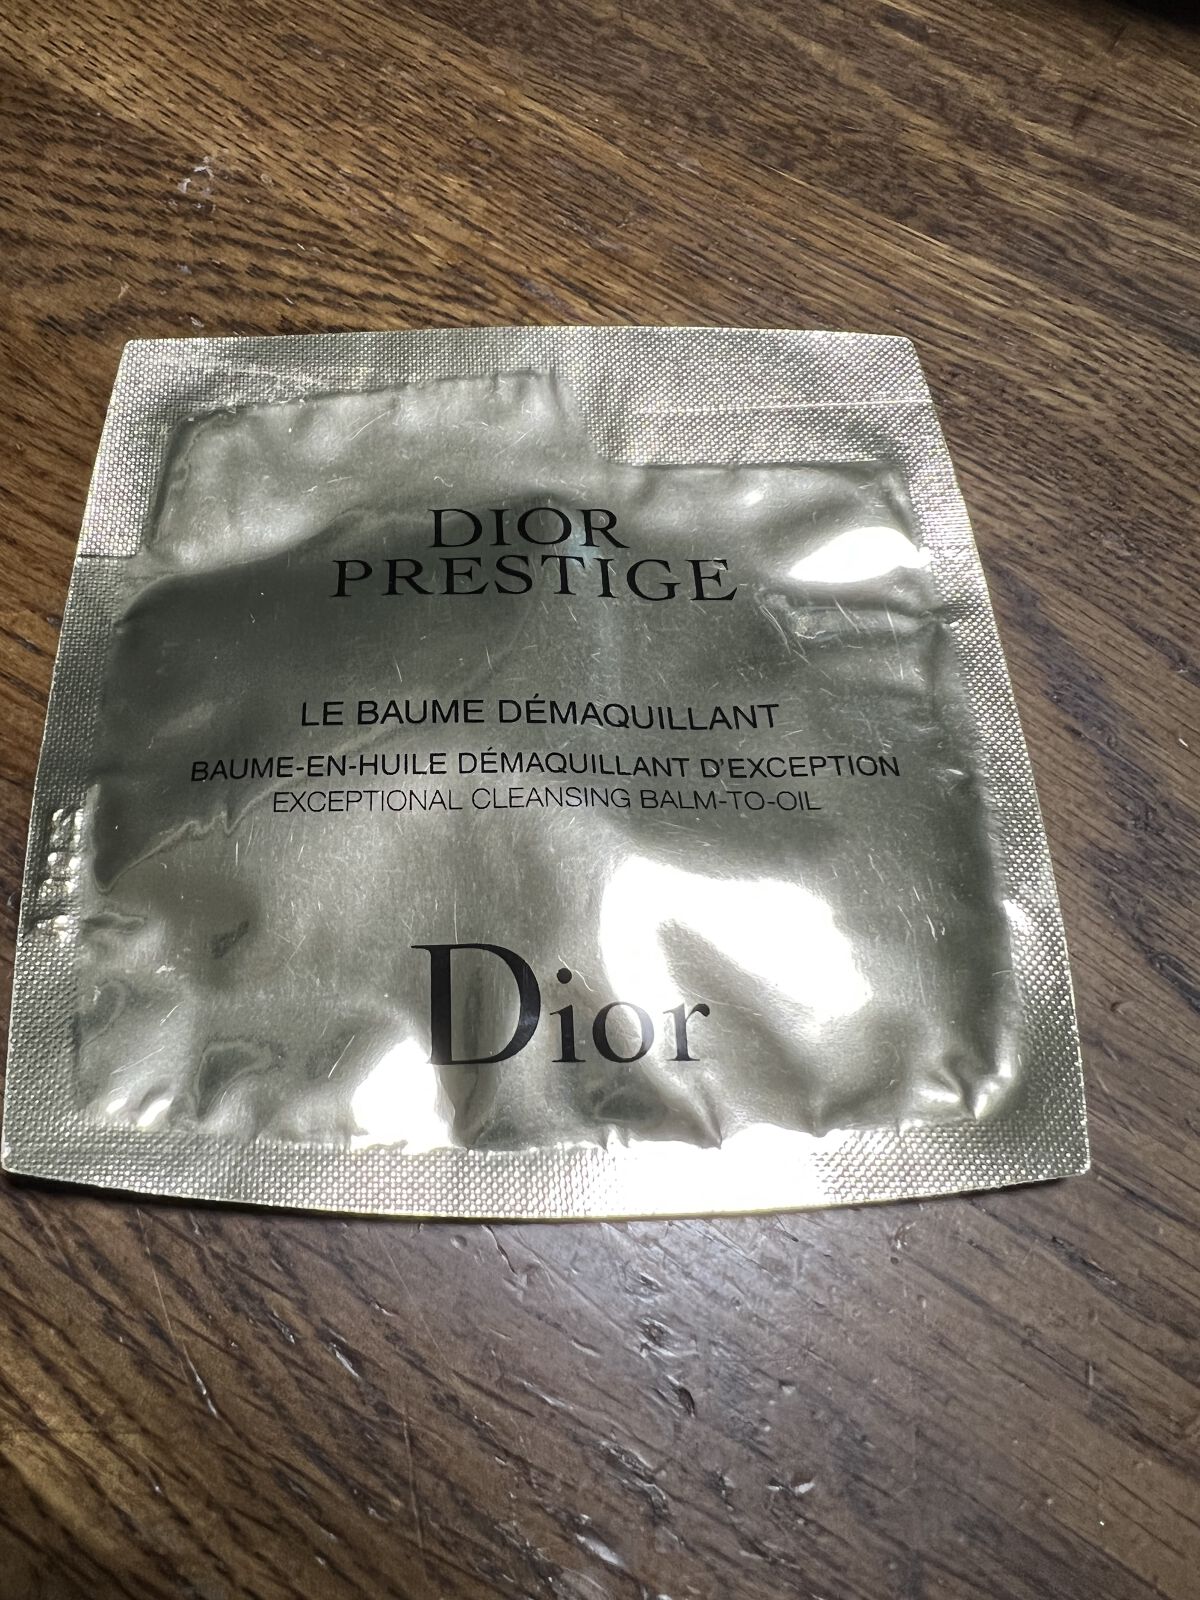 DIOR
PRESTIGE
LE BAUME DÉMAQUILLANT
BAUME-EN-HUILE DÉMAQUILLANT D'EXCEPTION
EXCEPTIONAL CLEANSING BALM-TO-OIL
Dior